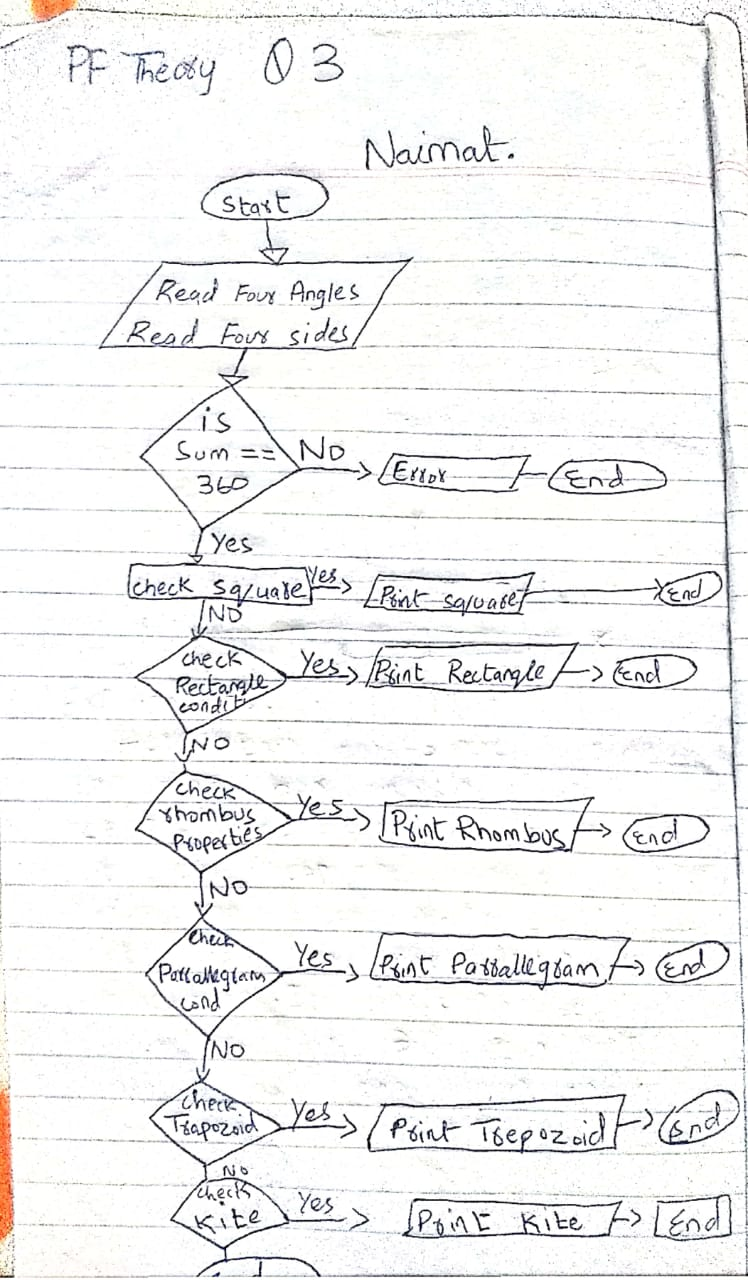 PF Theory Q3
Naimat.
Start
Read Four Angles
Read Four sides
is
Sum ==
360
NO
Error
End
Yes
check square
Yes
Print square
End
NO
check
Rectangle
condit
Yes
Print Rectangle
End
NO
check
rhombus
Properties
Yes
Print Rhombus
End
NO
check
Parrallegram
cond
Yes
Print Parrallegram
End
NO
check
Trapozoid
Yes
Print Trepozoid
End
NO
check
Kite
Yes
Print Kite
End